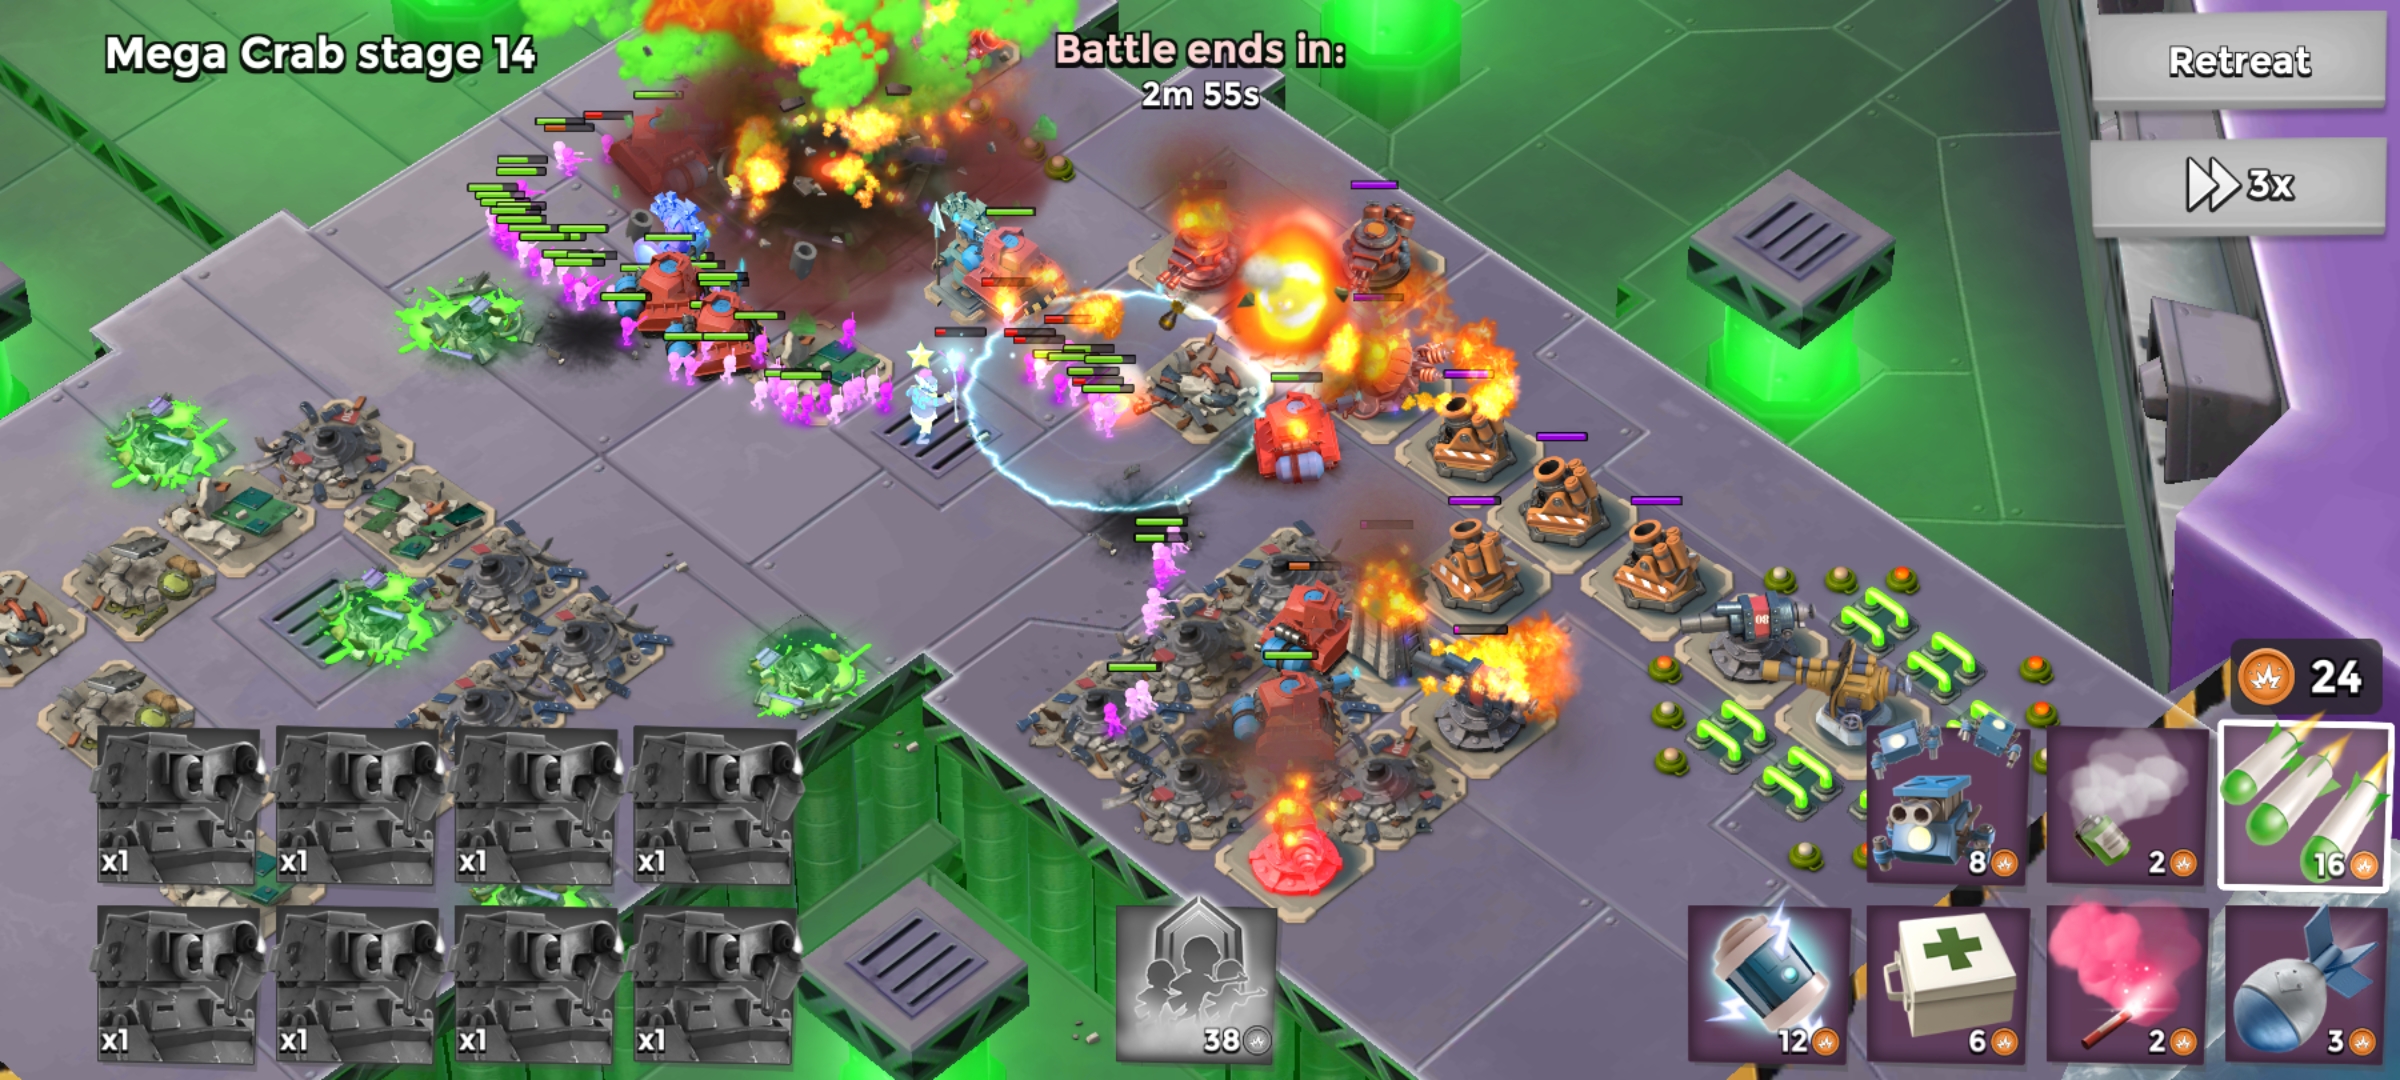 Mega Crab stage 14
Battle ends in:
2m 55s
Retreat
3x
24
8
2
16
x1
x1
x1
x1
x1
x1
x1
x1
38
12
6
2
3
80